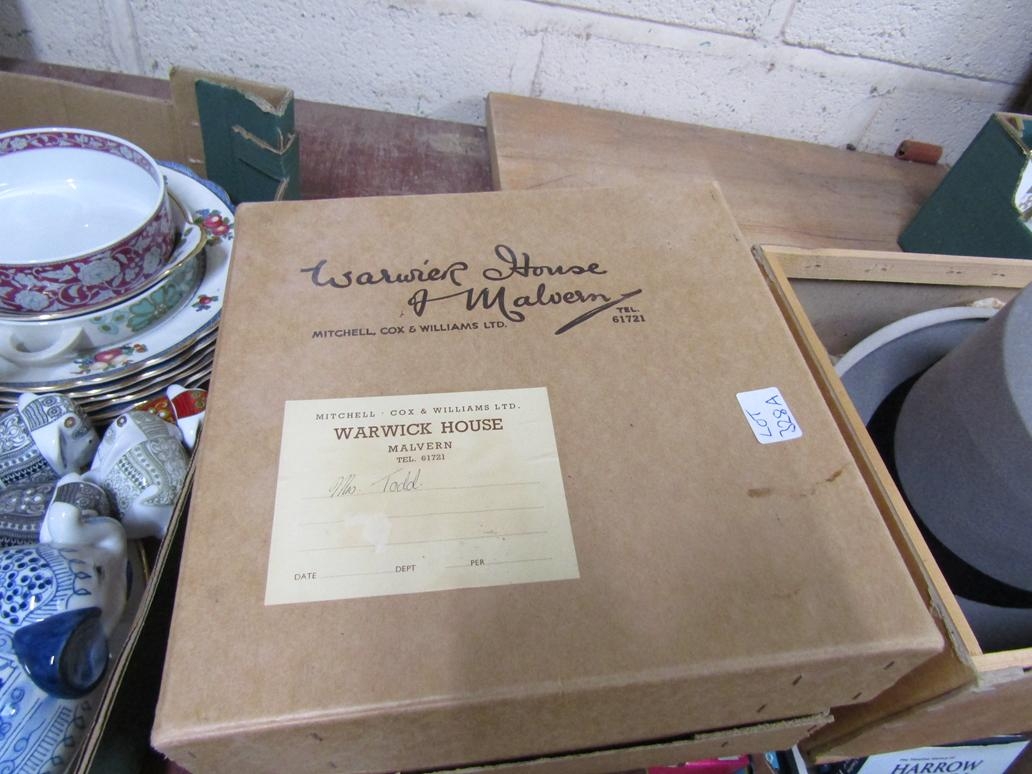 Warwick House
of Malvern
TEL.
61721
MITCHELL, COX & WILLIAMS LTD.
MITCHELL · COX & WILLIAMS LTD.
WARWICK HOUSE
MALVERN
TEL. 61721
Mrs. Todd.
DATE DEPT PER
LOT
328A
HARROW